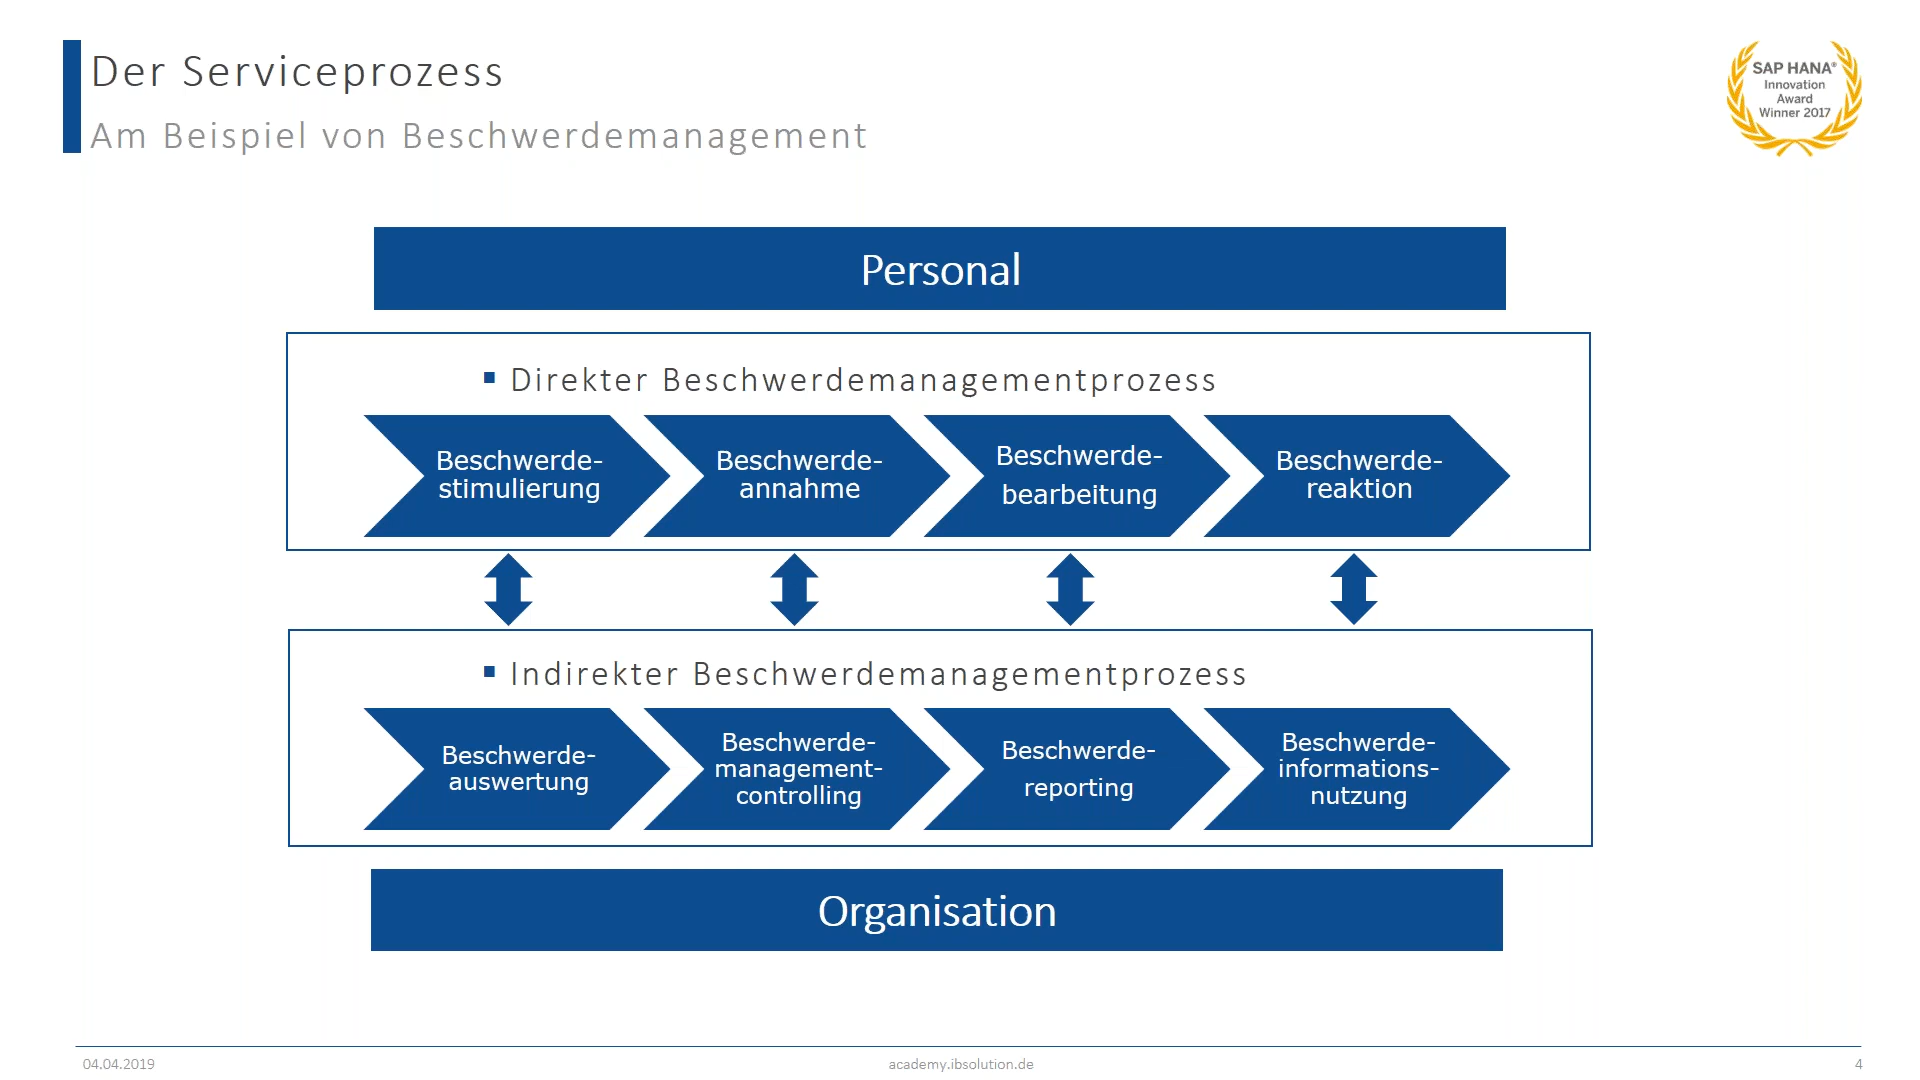 Der Serviceprozess
Am Beispiel von Beschwerdemanagement
SAP HANA®
Innovation
Award
Winner 2017
Personal
▪ Direkter Beschwerdemanagementprozess
Beschwerde-
stimulierung
Beschwerde-
annahme
Beschwerde-
bearbeitung
Beschwerde-
reaktion
▪ Indirekter Beschwerdemanagementprozess
Beschwerde-
auswertung
Beschwerde-
management-
controlling
Beschwerde-
reporting
Beschwerde-
informations-
nutzung
Organisation
04.04.2019
academy.ibsolution.de
4